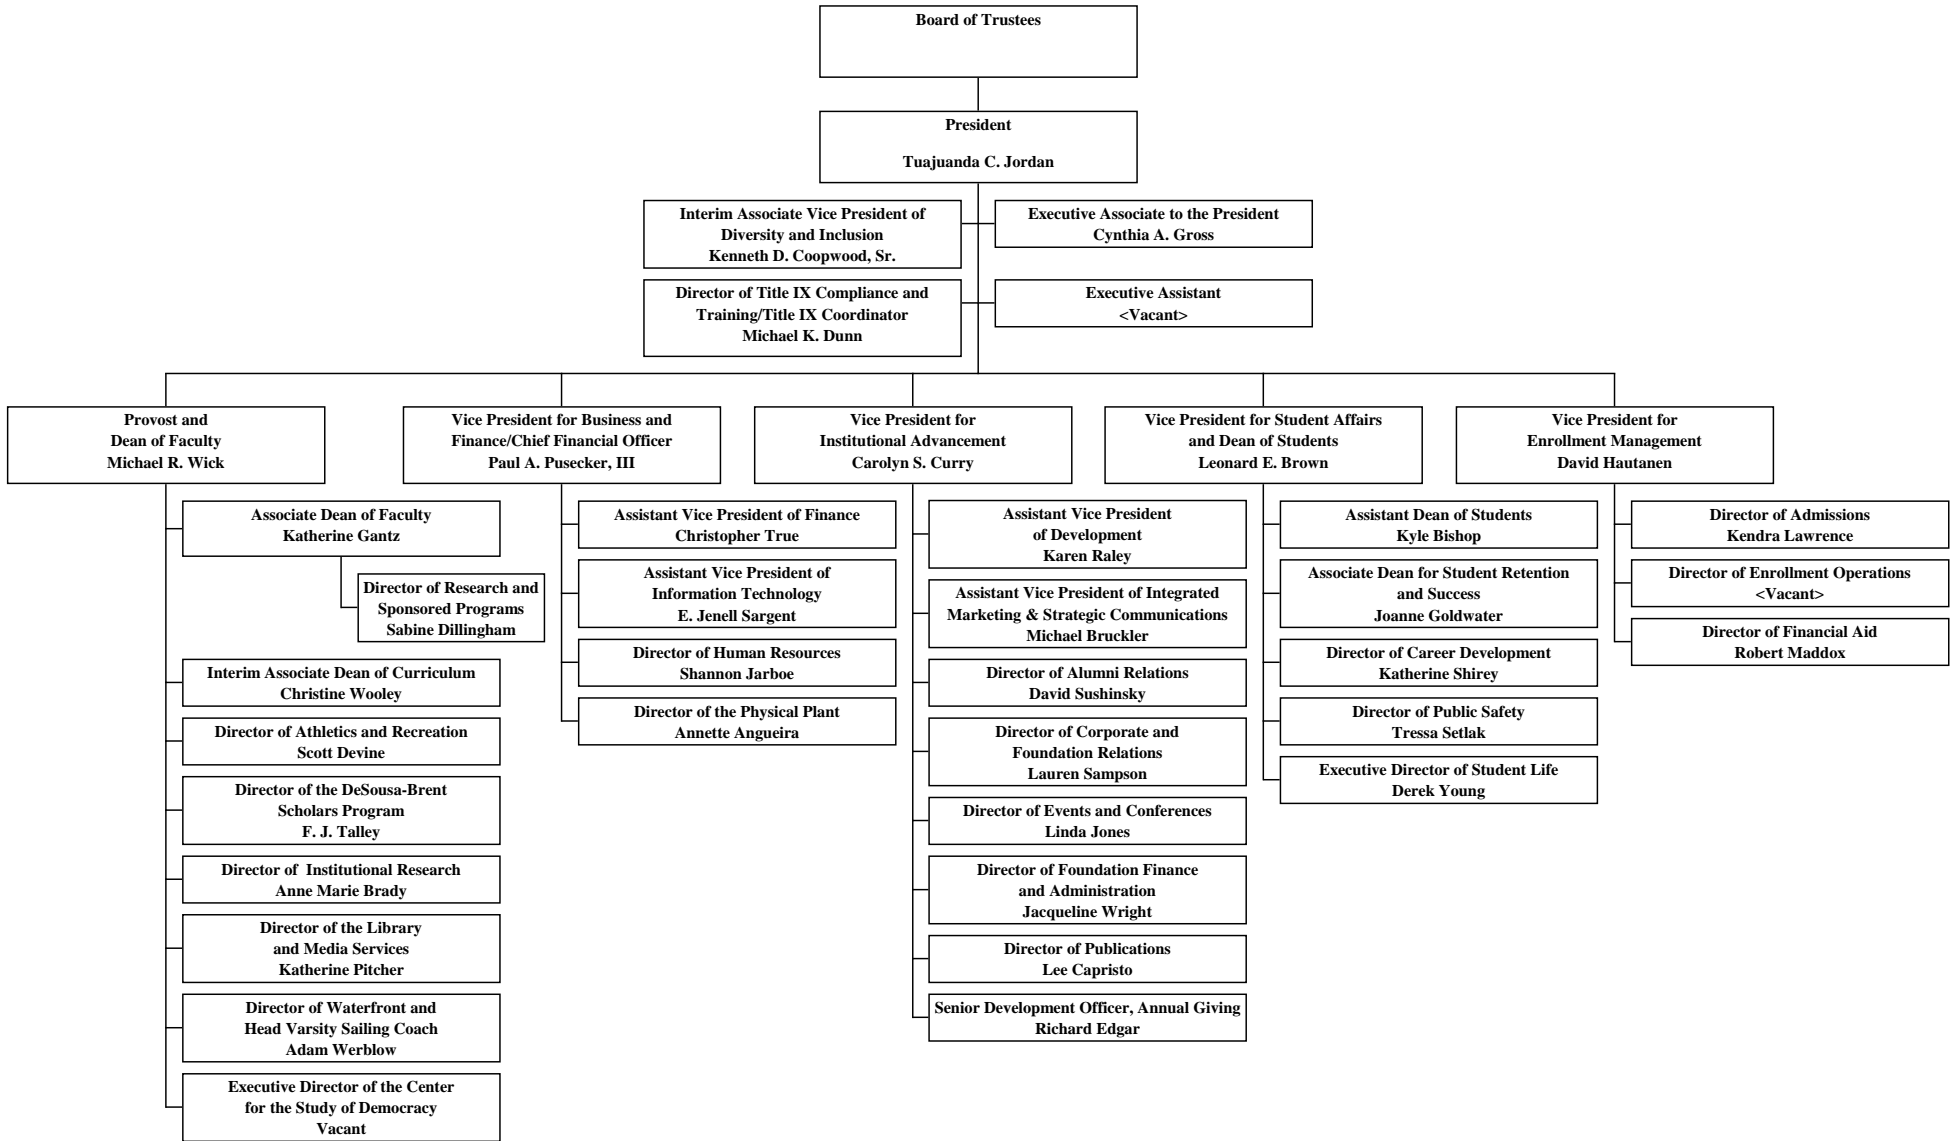 Board of Trustees
President
Tuajuanda C. Jordan
Interim Associate Vice President of
Diversity and Inclusion
Kenneth D. Coopwood, Sr.
Executive Associate to the President
Cynthia A. Gross
Director of Title IX Compliance and
Training/Title IX Coordinator
Michael K. Dunn
Executive Assistant
<Vacant>
Provost and
Dean of Faculty
Michael R. Wick
Associate Dean of Faculty
Katherine Gantz
Director of Research and
Sponsored Programs
Sabine Dillingham
Interim Associate Dean of Curriculum
Christine Wooley
Director of Athletics and Recreation
Scott Devine
Director of the DeSousa-Brent
Scholars Program
F. J. Talley
Director of  Institutional Research
Anne Marie Brady
Director of the Library
and Media Services
Katherine Pitcher
Director of Waterfront and
Head Varsity Sailing Coach
Adam Werblow
Executive Director of the Center
for the Study of Democracy
Vacant
Vice President for Business and
Finance/Chief Financial Officer
Paul A. Pusecker, III
Assistant Vice President of Finance
Christopher True
Assistant Vice President of
Information Technology
E. Jenell Sargent
Director of Human Resources
Shannon Jarboe
Director of the Physical Plant
Annette Angueira
Vice President for
Institutional Advancement
Carolyn S. Curry
Assistant Vice President
of Development
Karen Raley
Assistant Vice President of Integrated
Marketing & Strategic Communications
Michael Bruckler
Director of Alumni Relations
David Sushinsky
Director of Corporate and
Foundation Relations
Lauren Sampson
Director of Events and Conferences
Linda Jones
Director of Foundation Finance
and Administration
Jacqueline Wright
Director of Publications
Lee Capristo
Senior Development Officer, Annual Giving
Richard Edgar
Vice President for Student Affairs
and Dean of Students
Leonard E. Brown
Assistant Dean of Students
Kyle Bishop
Associate Dean for Student Retention
and Success
Joanne Goldwater
Director of Career Development
Katherine Shirey
Director of Public Safety
Tressa Setlak
Executive Director of Student Life
Derek Young
Vice President for
Enrollment Management
David Hautanen
Director of Admissions
Kendra Lawrence
Director of Enrollment Operations
<Vacant>
Director of Financial Aid
Robert Maddox